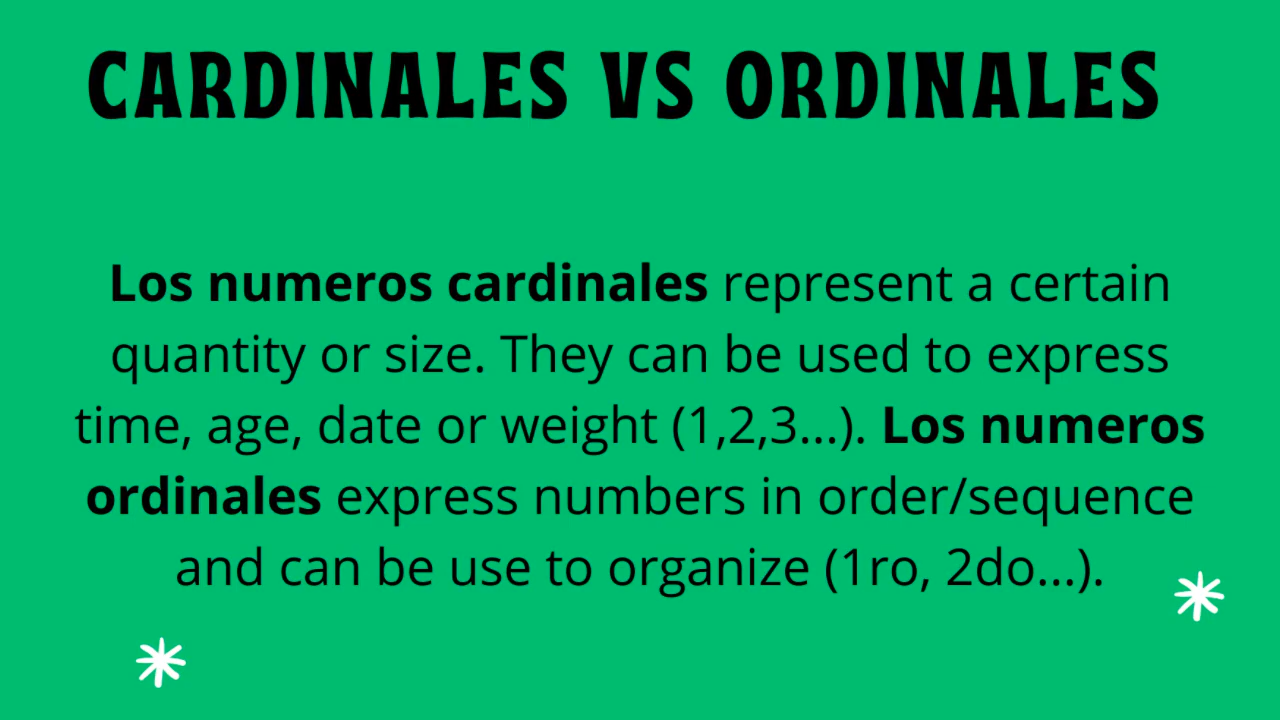 CARDINALES VS ORDINALES
Los numeros cardinales represent a certain
quantity or size. They can be used to express
time, age, date or weight (1,2,3...). Los numeros
ordinales express numbers in order/sequence
and can be use to organize (1ro, 2do...).